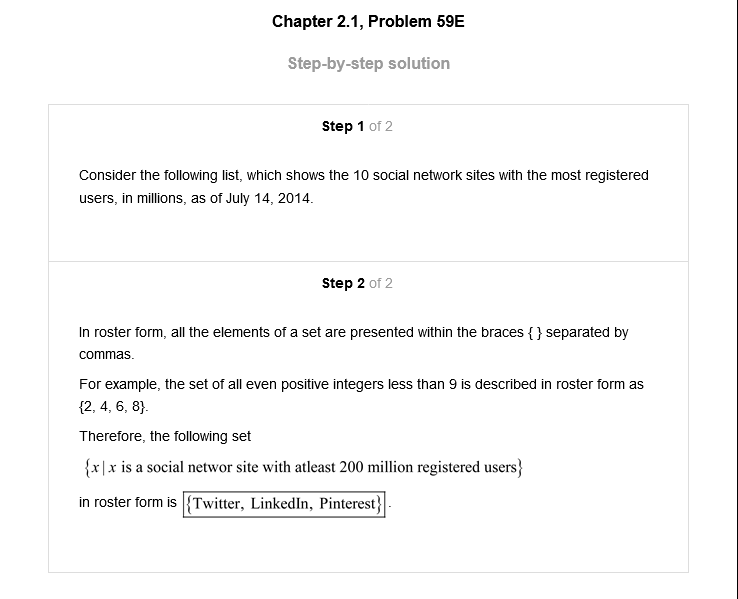 Chapter 2.1, Problem 59E
Step-by-step solution
Step 1 of 2
Consider the following list, which shows the 10 social network sites with the most registered
users, in millions, as of July 14, 2014.
Step 2 of 2
In roster form, all the elements of a set are presented within the braces { } separated by
commas.
For example, the set of all even positive integers less than 9 is described in roster form as
{2, 4, 6, 8}.
Therefore, the following set
{x|x is a social networ site with atleast 200 million registered users}
in roster form is {Twitter, LinkedIn, Pinterest}.